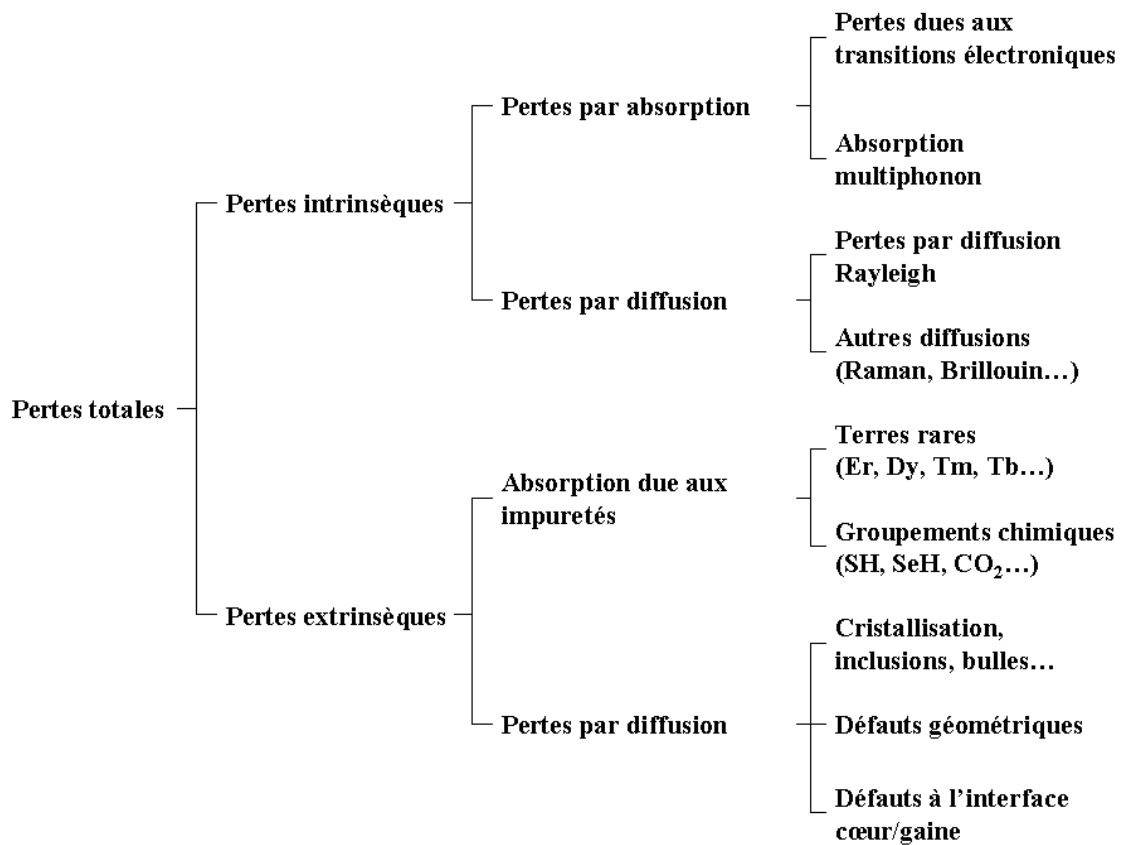 Pertes dues aux
transitions électroniques
Pertes par absorption
Absorption
multiphonon
Pertes intrinsèques
Pertes par diffusion
Rayleigh
Pertes par diffusion
Autres diffusions
(Raman, Brillouin…)
Pertes totales
Terres rares
(Er, Dy, Tm, Tb…)
Absorption due aux
impuretés
Groupements chimiques
(SH, SeH, CO₂…)
Pertes extrinsèques
Cristallisation,
inclusions, bulles…
Pertes par diffusion
Défauts géométriques
Défauts à l’interface
cœur/gaine